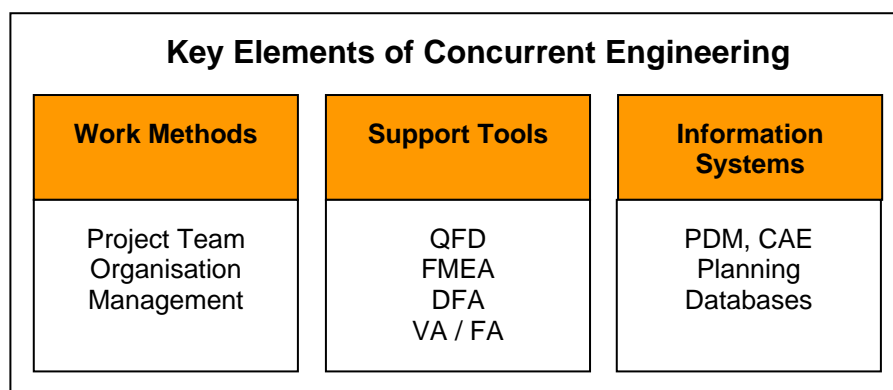 Key Elements of Concurrent Engineering
Work Methods
Project Team
Organisation
Management
Support Tools
QFD
FMEA
DFA
VA / FA
Information
Systems
PDM, CAE
Planning
Databases